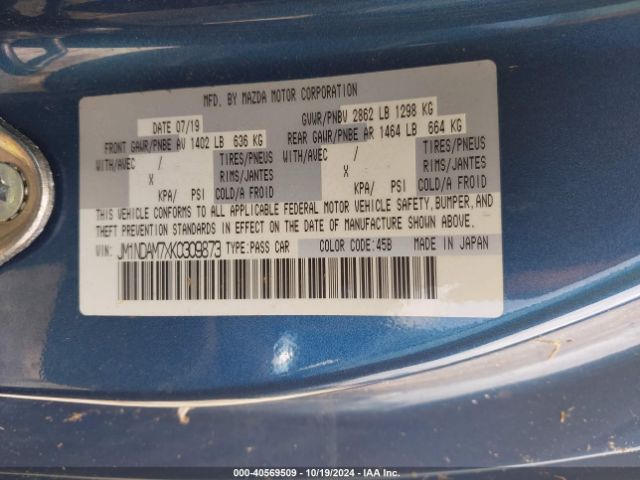 MFD. BY MAZDA MOTOR CORPORATION
DATE 07/19 GVWR/PNBV 2862 LB 1298 KG
FRONT GAWR/PNBE AV 1402 LB 636 KG REAR GAWR/PNBE AR 1464 LB 664 KG
WITH/AVEC / TIRES/PNEUS WITH/AVEC / TIRES/PNEUS
X RIMS/JANTES X RIMS/JANTES
KPA/ PSI COLD/A FROID KPA/ PSI COLD/A FROID
THIS VEHICLE CONFORMS TO ALL APPLICABLE FEDERAL MOTOR VEHICLE SAFETY, BUMPER, AND
THEFT PREVENTION STANDARDS IN EFFECT ON THE DATE OF MANUFACTURE SHOWN ABOVE.
VIN: JM1NDAM7XK0309873 TYPE: PASS CAR COLOR CODE: 45B MADE IN JAPAN
000-40569509 - 10/19/2024 - IAA Inc.